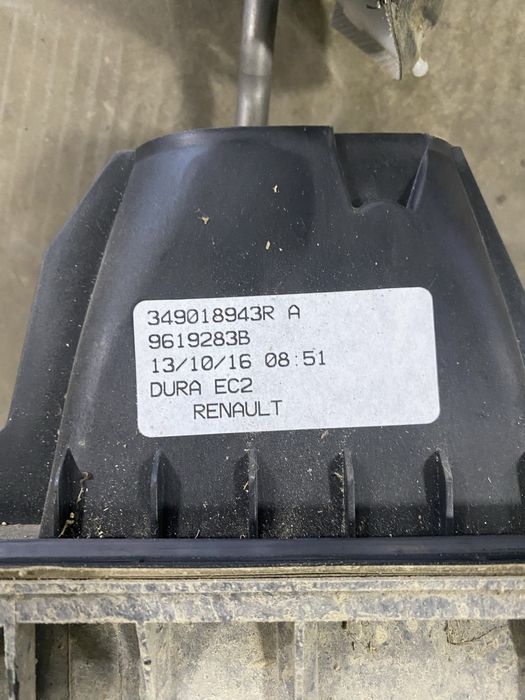 349018943R A
9619283B
13/10/16 08:51
DURA EC2
RENAULT